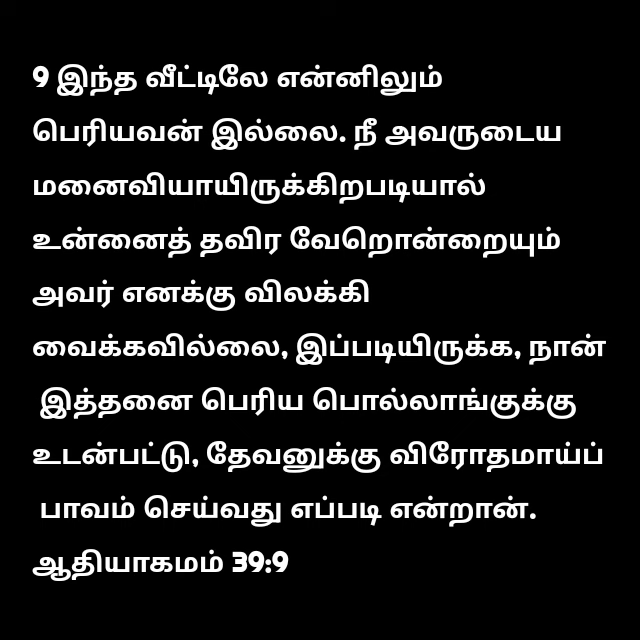 9 இந்த வீட்டிலே என்னிலும்
பெரியவன் இல்லை. நீ அவருடைய
மனைவியாயிருக்கிறபடியால்
உன்னைத் தவிர வேறொன்றையும்
அவர் எனக்கு விலக்கி
வைக்கவில்லை, இப்படியிருக்க, நான்
இத்தனை பெரிய பொல்லாங்குக்கு
உடன்பட்டு, தேவனுக்கு விரோதமாய்ப்
பாவம் செய்வது எப்படி என்றான்.
ஆதியாகமம் 39:9